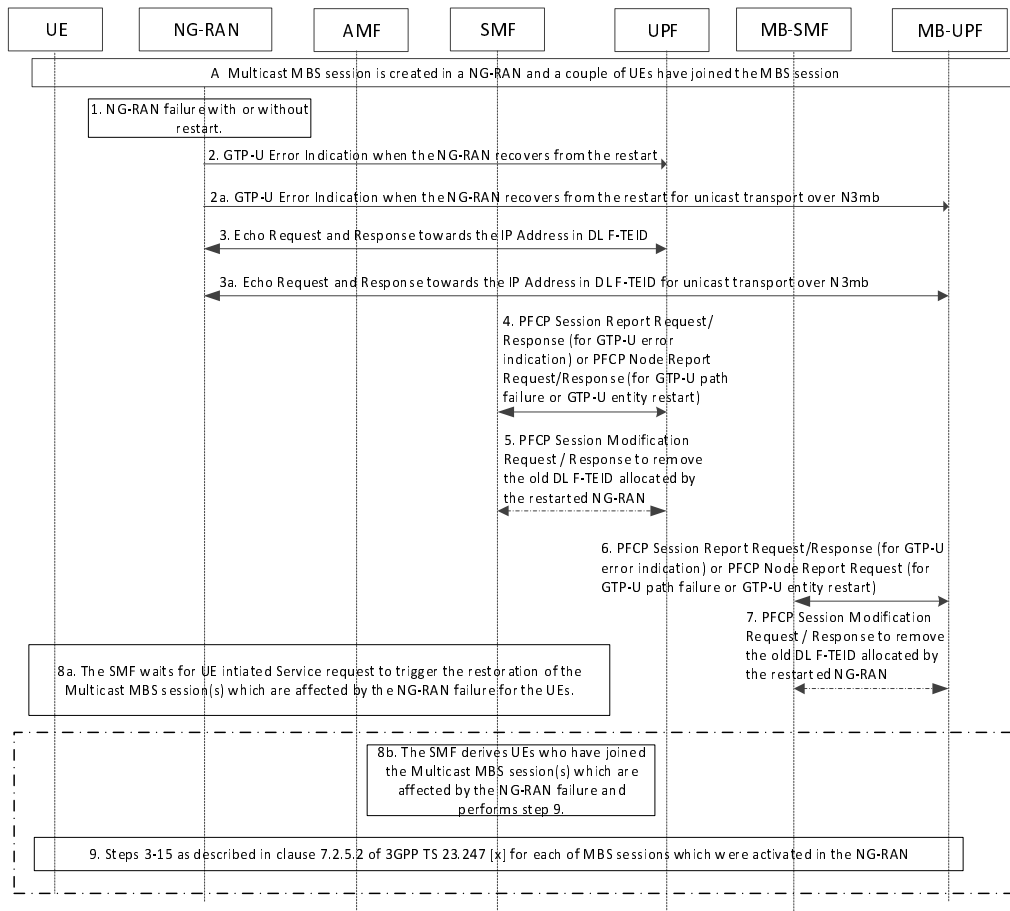 UE NG-RAN AMF SMF UPF MB-SMF MB-UPF
A Multicast MBS session is created in a NG-RAN and a couple of UEs have joined the MBS session
1. NG-RAN failure with or without
restart.
2. GTP-U Error Indication when the NG-RAN recovers from the restart
2a. GTP-U Error Indication when the NG-RAN recovers from the restart for unicast transport over N3mb
3. Echo Request and Response towards the IP Address in DL F-TEID
3a. Echo Request and Response towards the IP Address in DL F-TEID for unicast transport over N3mb
4. PFCP Session Report Request/
Response (for GTP-U error
indication) or PFCP Node Report
Request/Response (for GTP-U path
failure or GTP-U entity restart)
5. PFCP Session Modification
Request / Response to remove
the old DL F-TEID allocated by
the restarted NG-RAN
6. PFCP Session Report Request/Response (for GTP-U
error indication) or PFCP Node Report Request (for
GTP-U path failure or GTP-U entity restart)
7. PFCP Session Modification
Request / Response to remove
the old DL F-TEID allocated by
the restarted NG-RAN
8a. The SMF waits for UE intiated Service request to trigger the restoration of the
Multicast MBS session(s) which are affected by the NG-RAN failure for the UEs.
8b. The SMF derives UEs who have joined
the Multicast MBS session(s) which are
affected by the NG-RAN failure and
performs step 9.
9. Steps 3-15 as described in clause 7.2.5.2 of 3GPP TS 23.247 [x] for each of MBS sessions which were activated in the NG-RAN